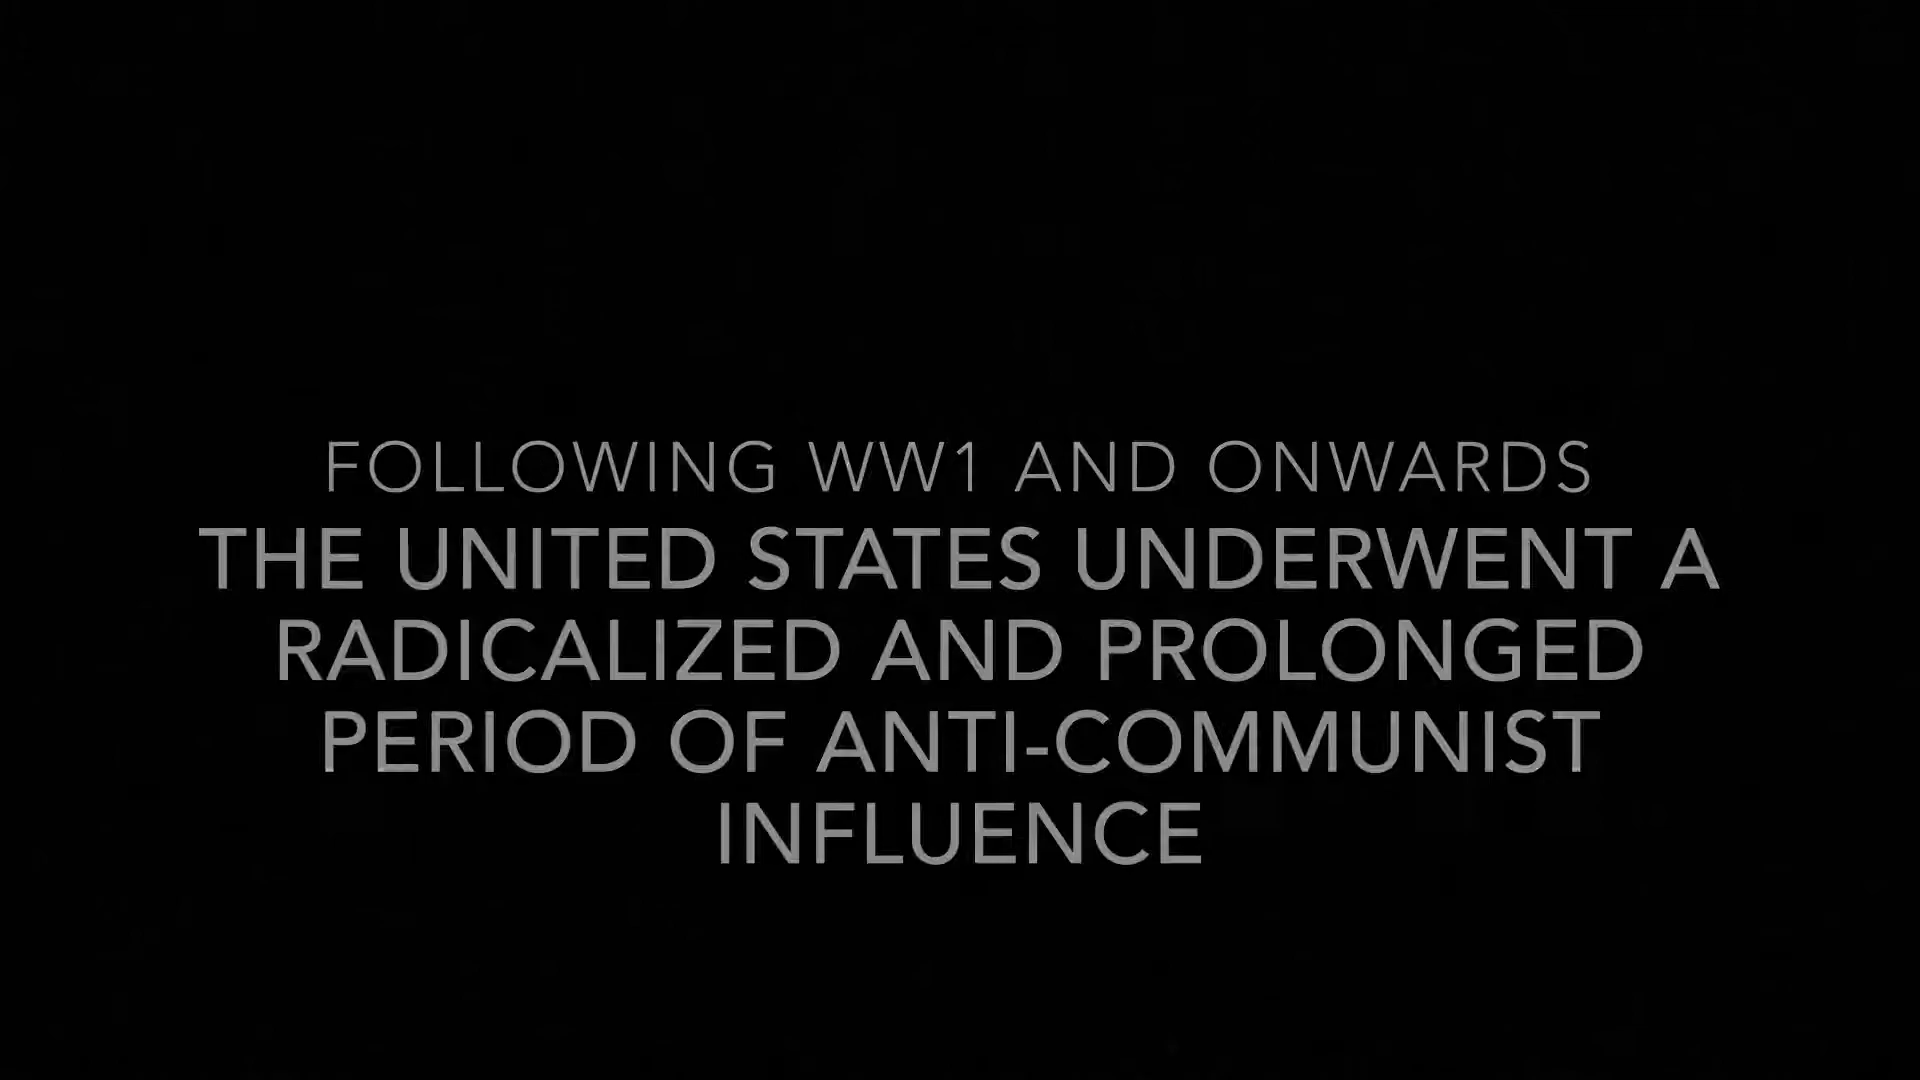 FOLLOWING WW1 AND ONWARDS
THE UNITED STATES UNDERWENT A
RADICALIZED AND PROLONGED
PERIOD OF ANTI-COMMUNIST
INFLUENCE